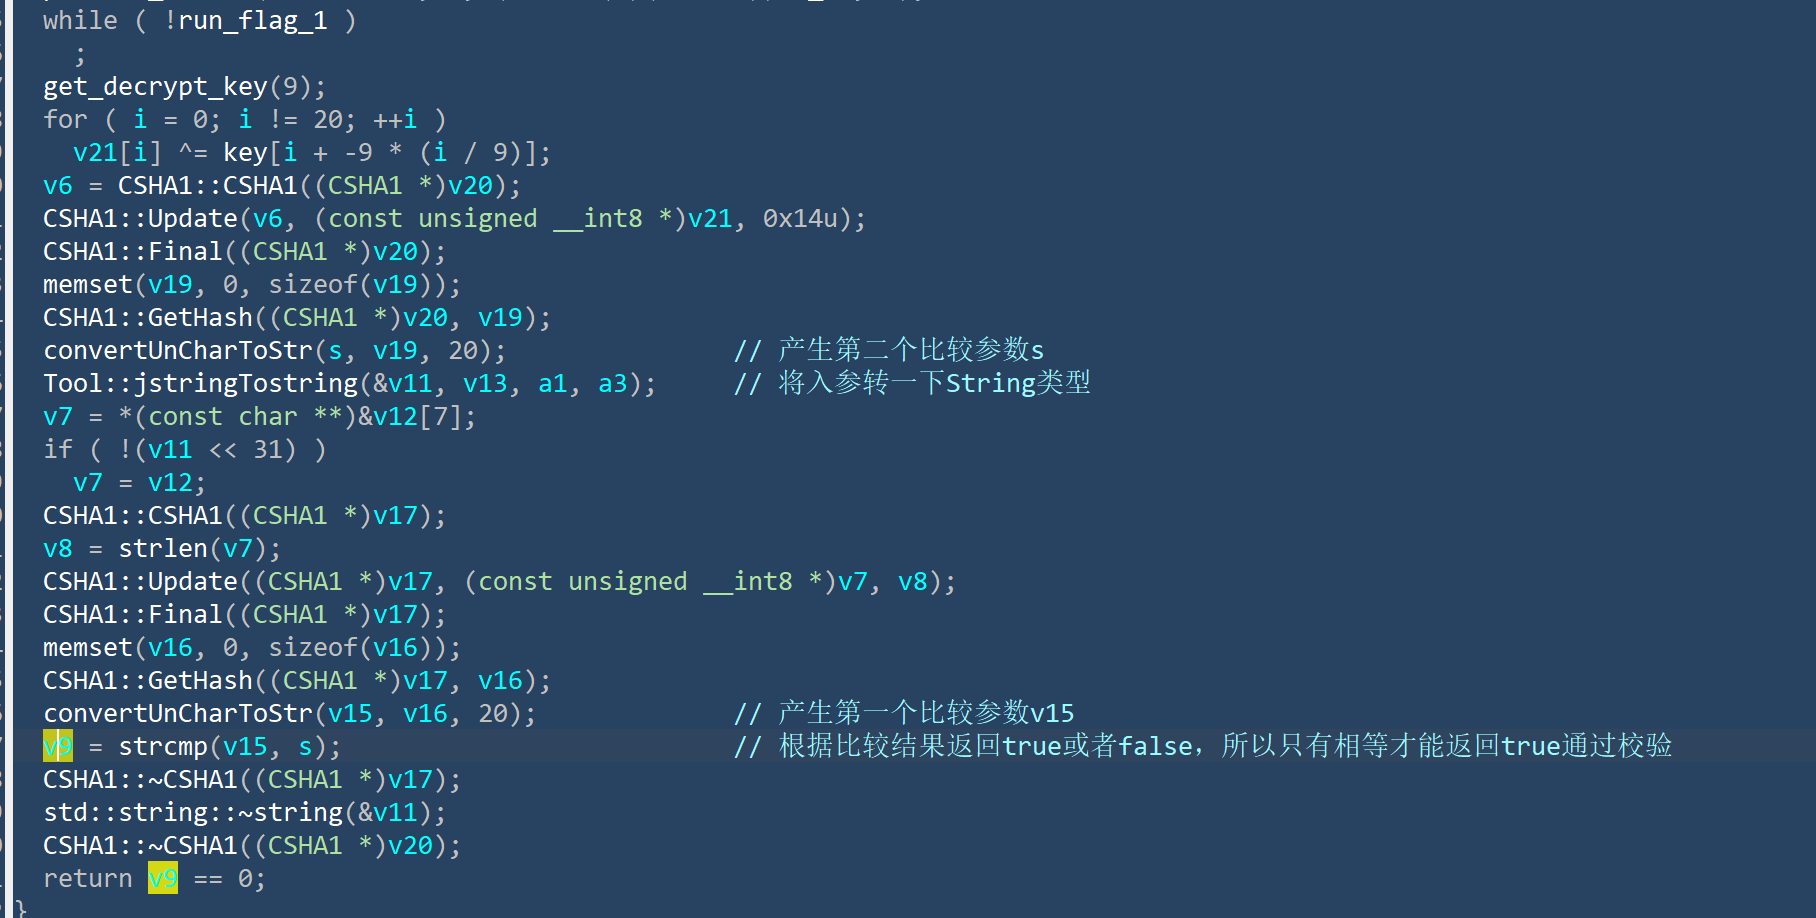 while ( !run_flag_1 )
;
get_decrypt_key(9);
for ( i = 0; i != 20; ++i )
v21[i] ^= key[i + -9 * (i / 9)];
v6 = CSHA1::CSHA1((CSHA1 *)v20);
CSHA1::Update(v6, (const unsigned __int8 *)v21, 0x14u);
CSHA1::Final((CSHA1 *)v20);
memset(v19, 0, sizeof(v19));
CSHA1::GetHash((CSHA1 *)v20, v19);
convertUnCharToStr(s, v19, 20); // 产生第二个比较参数s
Tool::jstringTostring(&v11, v13, a1, a3); // 将入参转一下String类型
v7 = *(const char **)&v12[7];
if ( !(v11 << 31) )
v7 = v12;
CSHA1::CSHA1((CSHA1 *)v17);
v8 = strlen(v7);
CSHA1::Update((CSHA1 *)v17, (const unsigned __int8 *)v7, v8);
CSHA1::Final((CSHA1 *)v17);
memset(v16, 0, sizeof(v16));
CSHA1::GetHash((CSHA1 *)v17, v16);
convertUnCharToStr(v15, v16, 20); // 产生第一个比较参数v15
v9 = strcmp(v15, s); // 根据比较结果返回true或者false，所以只有相等才能返回true通过校验
CSHA1::~CSHA1((CSHA1 *)v17);
std::string::~string(&v11);
CSHA1::~CSHA1((CSHA1 *)v20);
return v9 == 0;
}